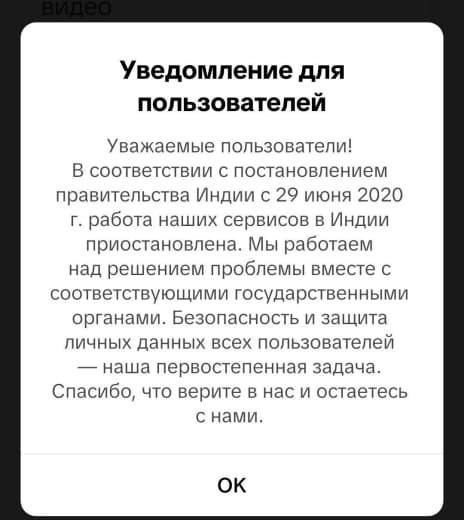 видео
Уведомление для
пользователей
Уважаемые пользователи!
В соответствии с постановлением
правительства Индии с 29 июня 2020
г. работа наших сервисов в Индии
приостановлена. Мы работаем
над решением проблемы вместе с
соответствующими государственными
органами. Безопасность и защита
личных данных всех пользователей
— наша первостепенная задача.
Спасибо, что верите в нас и остаетесь
с нами.
OK